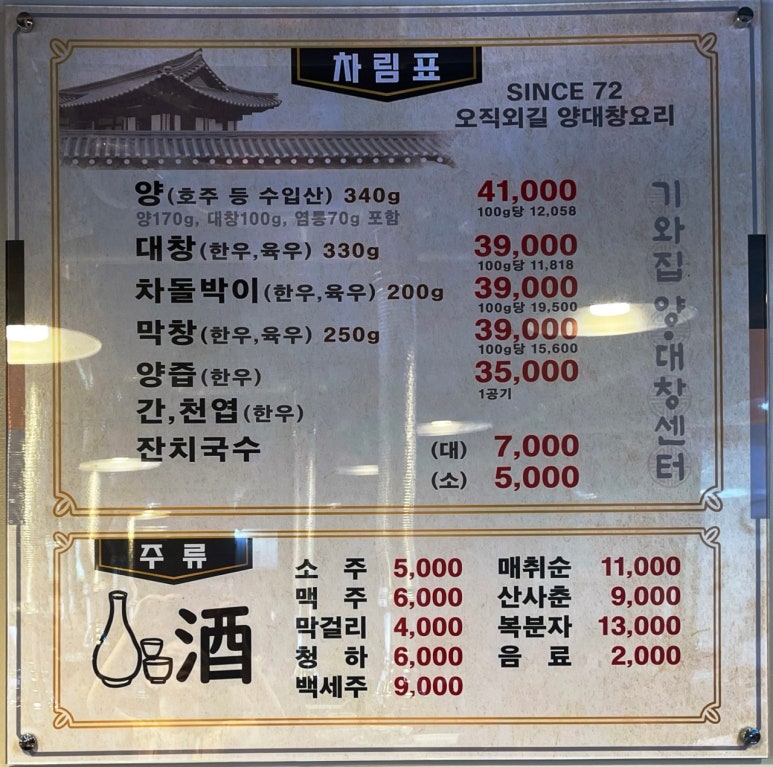 차림표
SINCE 72
오직외길 양대창요리
양(호주 등 수입산) 340g 41,000
양170g, 대창100g, 염통70g 포함 100g당 12,058
대창(한우,육우) 330g 39,000
100g당 11,818
차돌박이(한우,육우) 200g 39,000
100g당 19,500
막창(한우,육우) 250g 39,000
100g당 15,600
양즙(한우) 35,000
1공기
간,천엽(한우)
잔치국수 (대) 7,000
(소) 5,000
기와집 양대창센터
주류
酒
소주 5,000
맥주 6,000
막걸리 4,000
청하 6,000
백세주 9,000
매취순 11,000
산사춘 9,000
복분자 13,000
음료 2,000